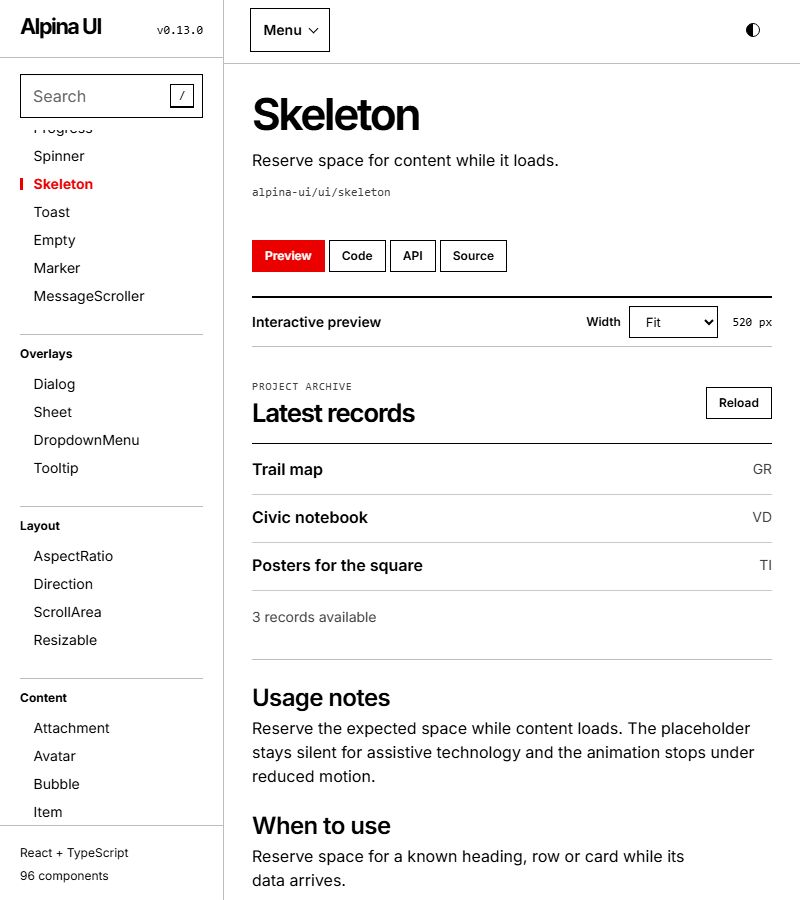 Alpina UI
v0.13.0
Search
/
Progress
Spinner
Skeleton
Toast
Empty
Marker
MessageScroller
Overlays
Dialog
Sheet
DropdownMenu
Tooltip
Layout
AspectRatio
Direction
ScrollArea
Resizable
Content
Attachment
Avatar
Bubble
Item
React + TypeScript
96 components
Menu
Skeleton
Reserve space for content while it loads.
alpina-ui/ui/skeleton
Preview Code API Source
Interactive preview Width Fit 520 px
PROJECT ARCHIVE
Latest records
Reload
Trail map GR
Civic notebook VD
Posters for the square TI
3 records available
Usage notes
Reserve the expected space while content loads. The placeholder
stays silent for assistive technology and the animation stops under
reduced motion.
When to use
Reserve space for a known heading, row or card while its
data arrives.